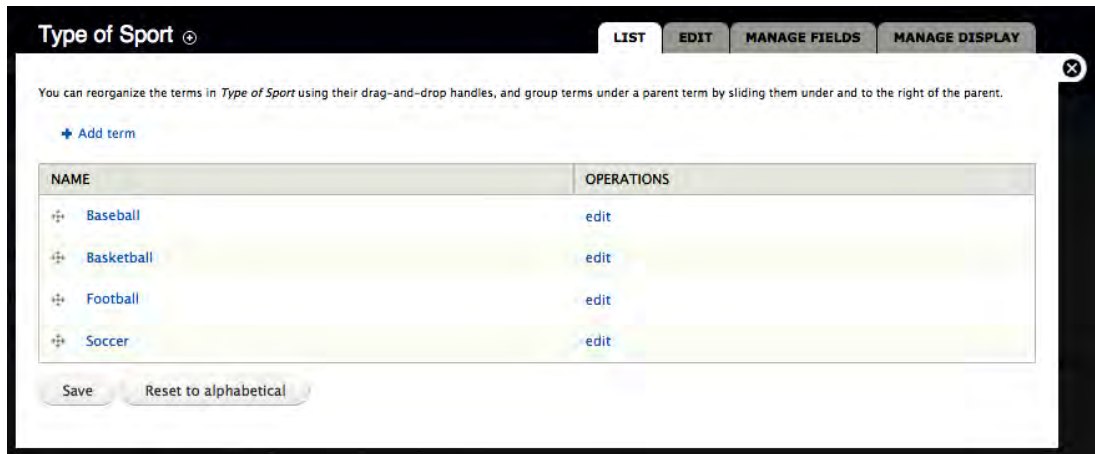 Type of Sport
LIST EDIT MANAGE FIELDS MANAGE DISPLAY
You can reorganize the terms in Type of Sport using their drag-and-drop handles, and group terms under a parent term by sliding them under and to the right of the parent.
+ Add term
NAME OPERATIONS
Baseball edit
Basketball edit
Football edit
Soccer edit
Save Reset to alphabetical